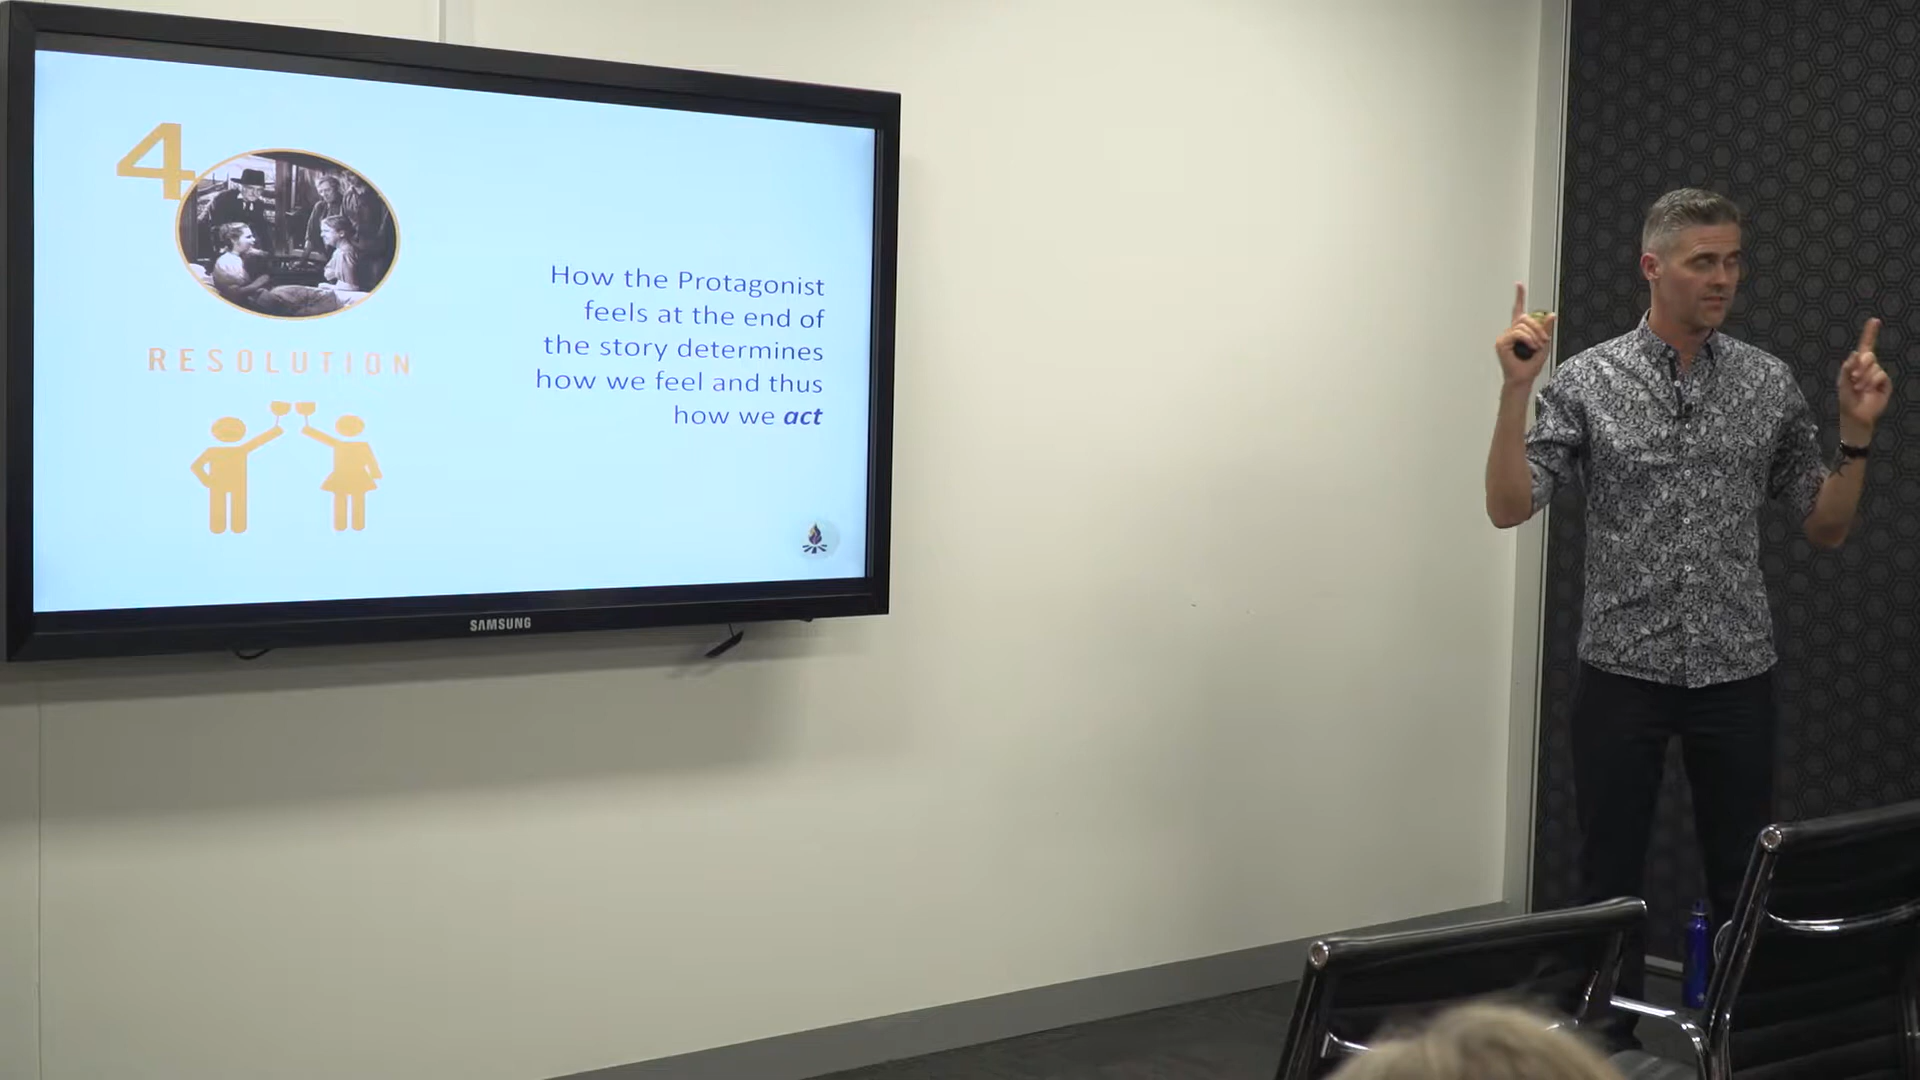 4
RESOLUTION
How the Protagonist
feels at the end of
the story determines
how we feel and thus
how we act
SAMSUNG